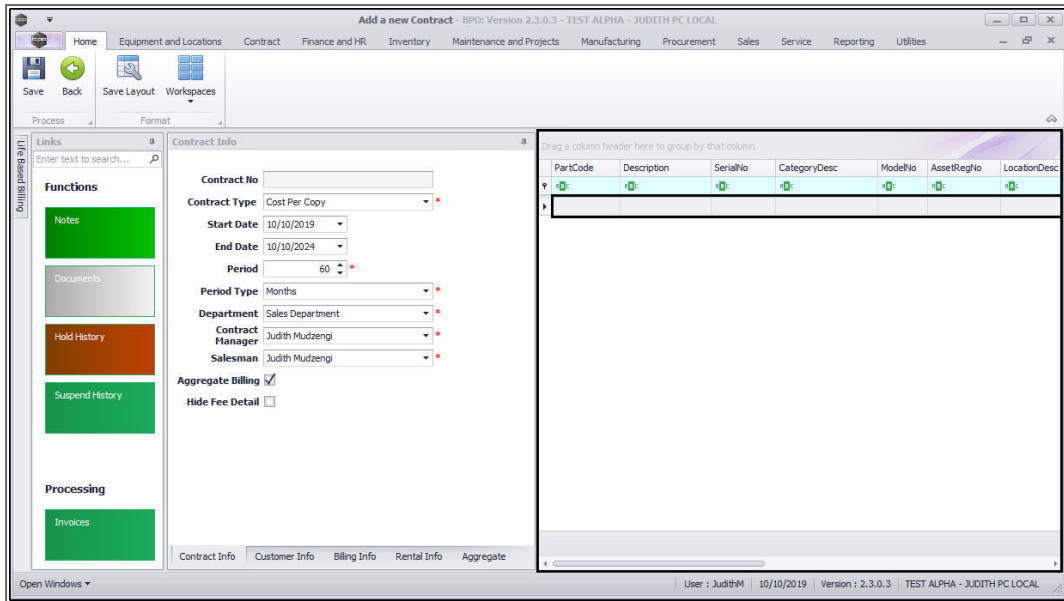 Add a new Contract - BPO: Version 2.3.0.3 - TEST ALPHA - JUDITH PC LOCAL
Home Equipment and Locations Contract Finance and HR Inventory Maintenance and Projects Manufacturing Procurement Sales Service Reporting Utilities
Save Back Save Layout Workspaces
Process Format
Life Based Billing
Links
Enter text to search...
Functions
Notes
Documents
Hold History
Suspend History
Processing
Invoices
Contract Info
Contract No
Contract Type Cost Per Copy *
Start Date 10/10/2019
End Date 10/10/2024
Period 60 *
Period Type Months *
Department Sales Department *
Contract
Manager Judith Mudzengi *
Salesman Judith Mudzengi *
Aggregate Billing
Hide Fee Detail
Contract Info Customer Info Billing Info Rental Info Aggregate
Drag a column header here to group by that column
PartCode Description SerialNo CategoryDesc ModelNo AssetRegNo LocationDesc
Open Windows
User : JudithM 10/10/2019 Version : 2.3.0.3 TEST ALPHA - JUDITH PC LOCAL